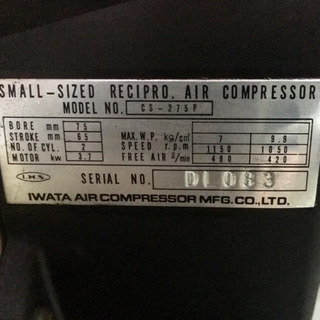 SMALL-SIZED RECIPRO. AIR COMPRESSOR
MODEL NO. CS-275P
BORE mm 75
STROKE mm 65 MAX. W.P. kg/cm² 7 9.9
NO. OF CYL. 2 SPEED r.p.m 1150 1050
MOTOR kw 3.7 FREE AIR ℓ/min 490 420
I.H.S. SERIAL NO. DL083
IWATA AIR COMPRESSOR MFG.CO.,LTD.